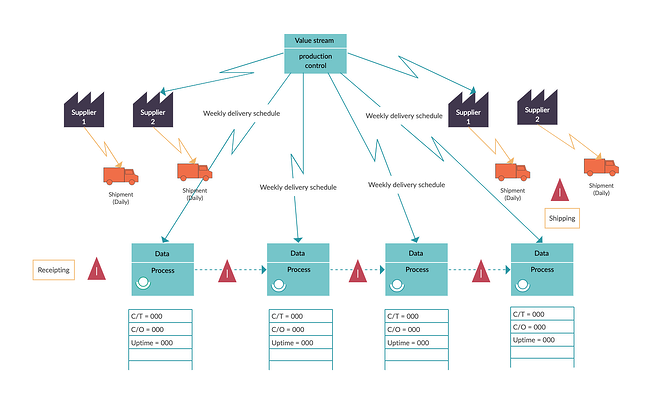 Value stream
production
control
Supplier
1
Supplier
2
Supplier
1
Supplier
2
Weekly delivery schedule
Weekly delivery schedule
Weekly delivery schedule
Weekly delivery schedule
Shipment
(Daily)
Shipment
(Daily)
Shipment
(Daily)
Shipment
(Daily)
I
Shipping
Receipting
I
Data
Process
I
Data
Process
I
Data
Process
I
Data
Process
C/T = 000
C/O = 000
Uptime = 000
C/T = 000
C/O = 000
Uptime = 000
C/T = 000
C/O = 000
Uptime = 000
C/T = 000
C/O = 000
Uptime = 000